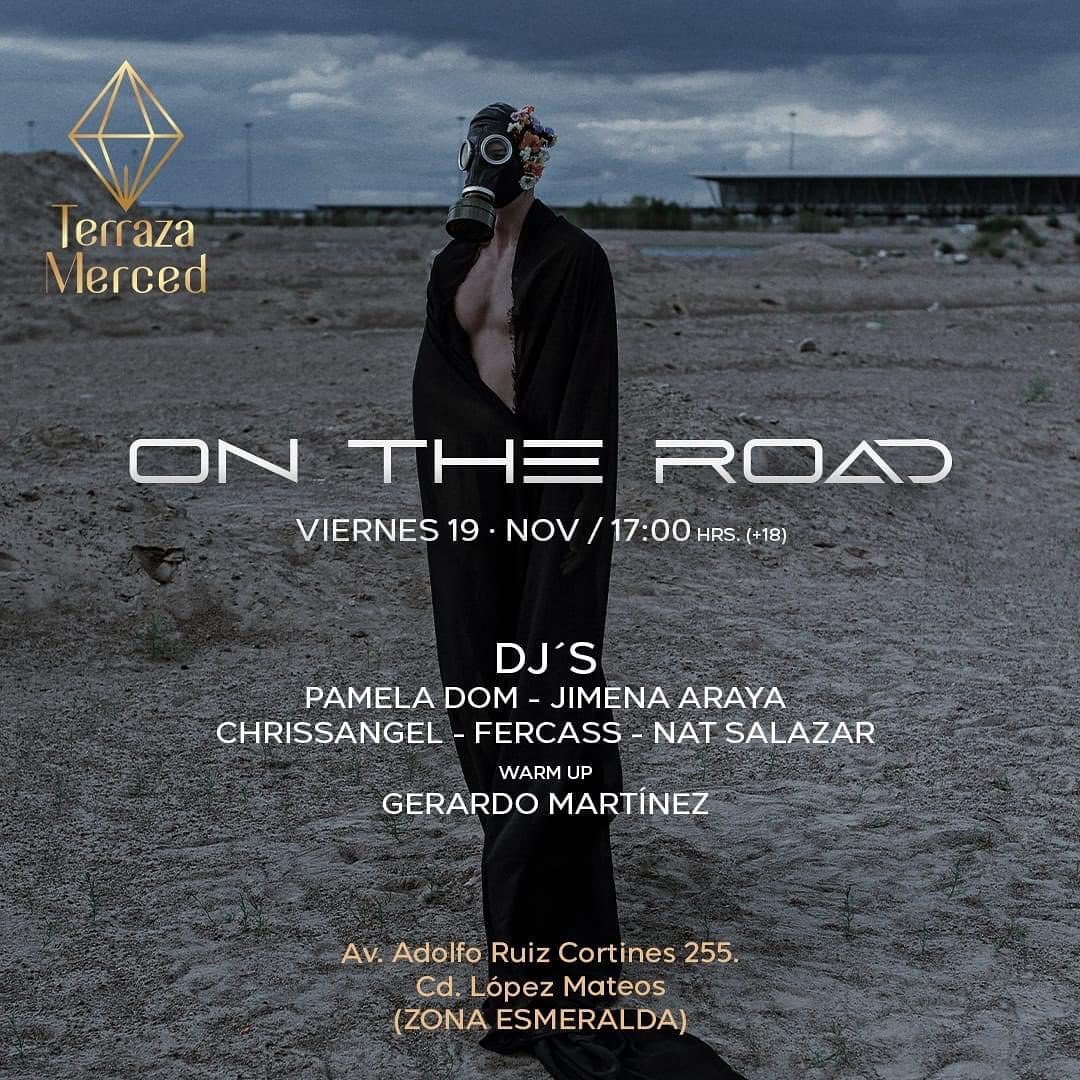 Terraza
Merced
ON THE ROAD
VIERNES 19 · NOV / 17:00 HRS. (+18)
DJ´S
PAMELA DOM - JIMENA ARAYA
CHRISSANGEL - FERCASS - NAT SALAZAR
WARM UP
GERARDO MARTÍNEZ
Av. Adolfo Ruiz Cortines 255.
Cd. López Mateos
(ZONA ESMERALDA)